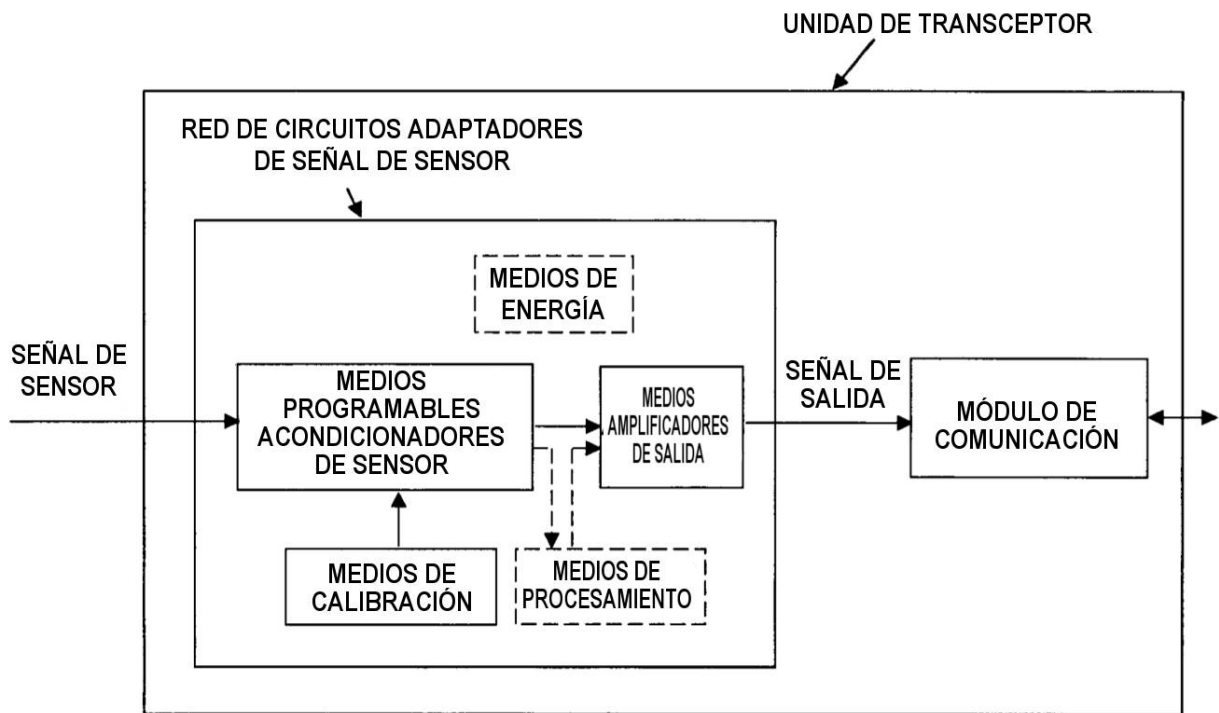 UNIDAD DE TRANSCEPTOR
RED DE CIRCUITOS ADAPTADORES
DE SEÑAL DE SENSOR
MEDIOS DE
ENERGÍA
SEÑAL DE
SENSOR
MEDIOS
PROGRAMABLES
ACONDICIONADORES
DE SENSOR
MEDIOS
AMPLIFICADORES
DE SALIDA
SEÑAL DE
SALIDA
MÓDULO DE
COMUNICACIÓN
MEDIOS DE
CALIBRACIÓN
MEDIOS DE
PROCESAMIENTO